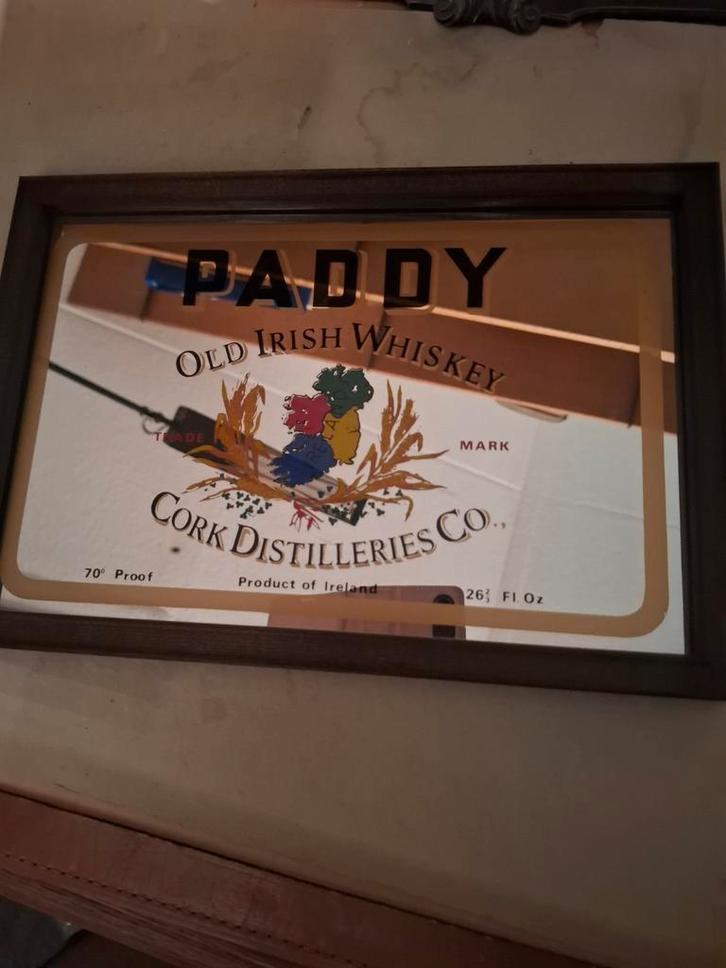 PADDY
OLD IRISH WHISKEY
TRADE MARK
CORK DISTILLERIES CO.,
70° Proof
Product of Ireland
26⅔ Fl. Oz